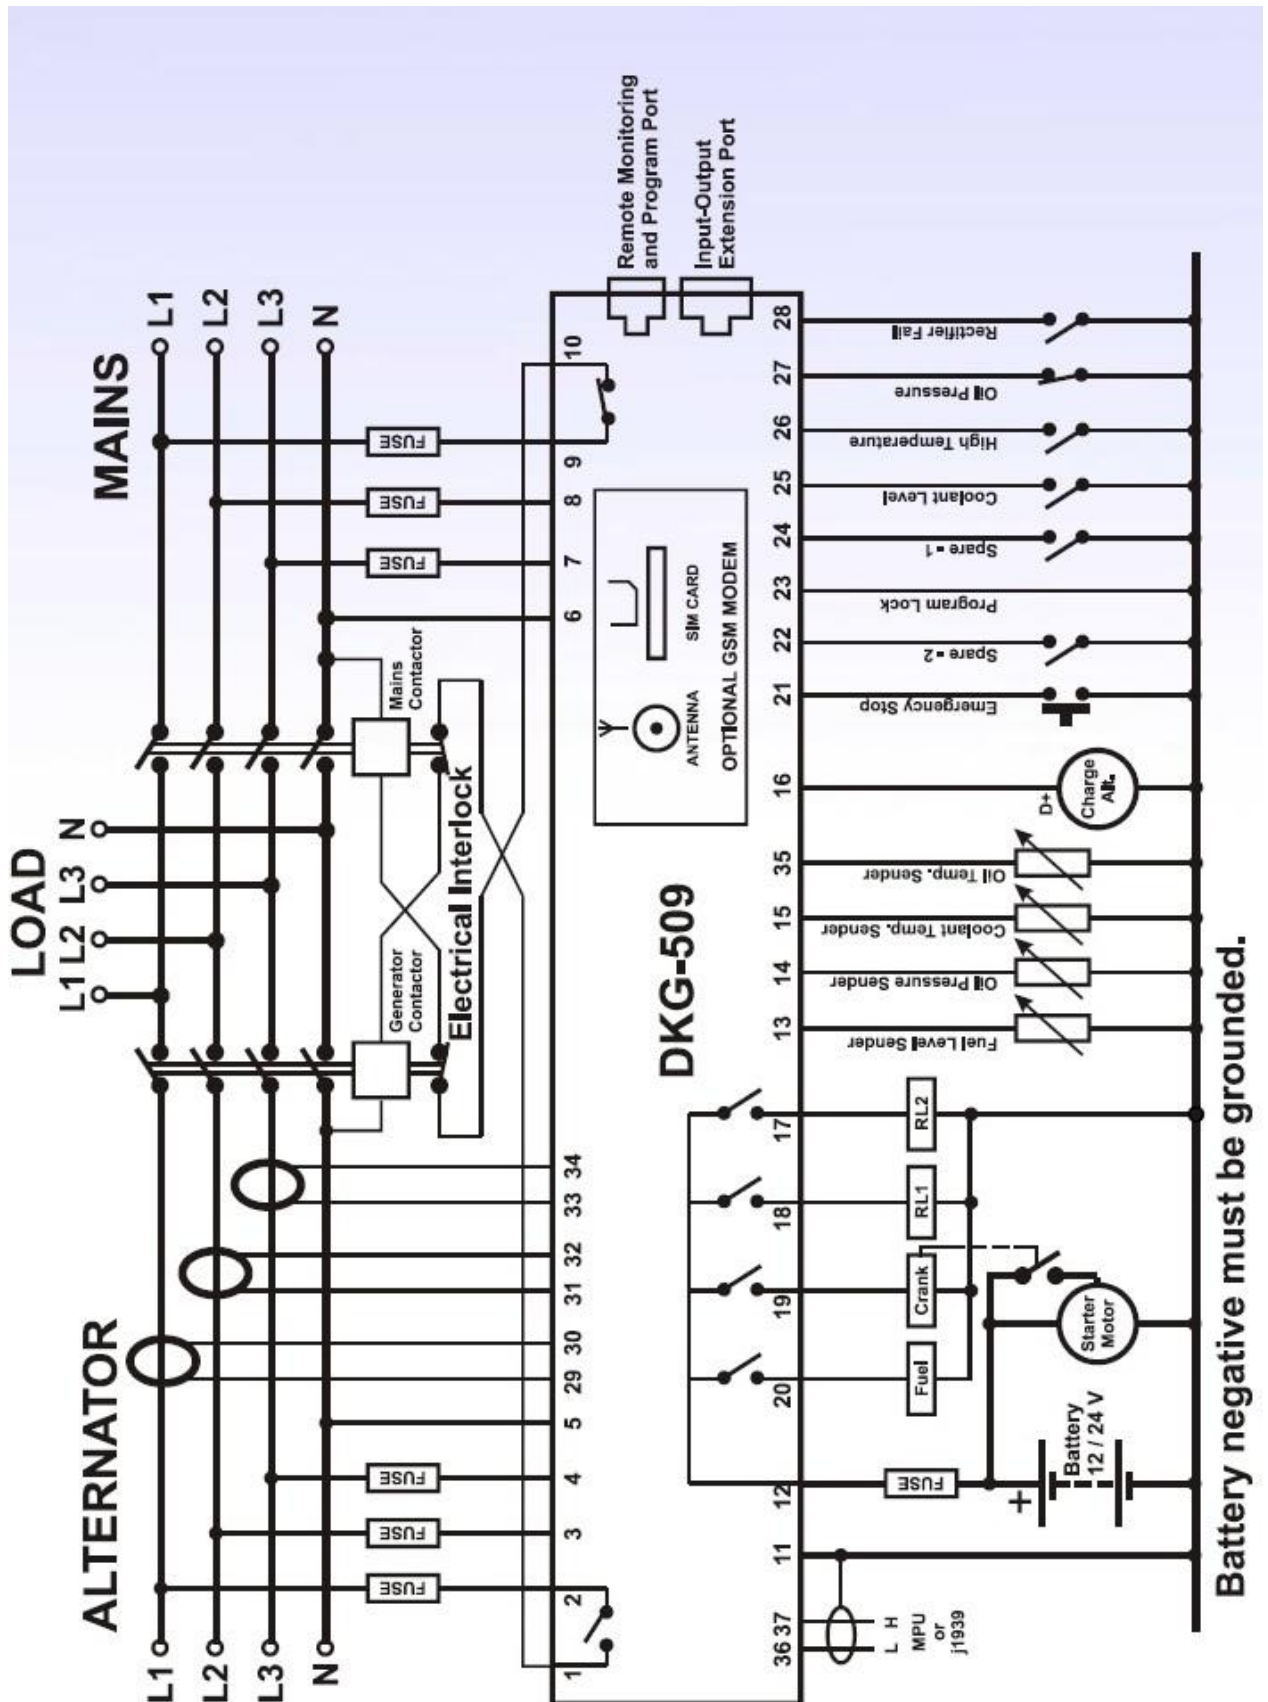 ALTERNATOR
LOAD
MAINS
L1
L2
L3
N
L1
L2
L3
N
L1
L2
L3
N
FUSE
FUSE
FUSE
Generator
Contactor
Mains
Contactor
FUSE
FUSE
FUSE
Electrical Interlock
1
2
3
4
5
29
30
31
32
33
34
6
7
8
9
10
DKG-509
ANTENNA
SIM CARD
OPTIONAL GSM MODEM
Remote Monitoring
and Program Port
Input-Output
Extension Port
36
37
11
12
20
19
18
17
13
14
15
35
16
21
22
23
24
25
26
27
28
L
H
MPU
or
j1939
FUSE
Fuel
Crank
RL1
RL2
Fuel Level Sender
Oil Pressure Sender
Coolant Temp. Sender
Oil Temp. Sender
D+
Charge
Alt.
Emergency Stop
Spare - 2
Program Lock
Spare - 1
Coolant Level
High Temperature
Oil Pressure
Rectifier Fail
+
Battery
12 / 24 V
Starter
Motor
Battery negative must be grounded.